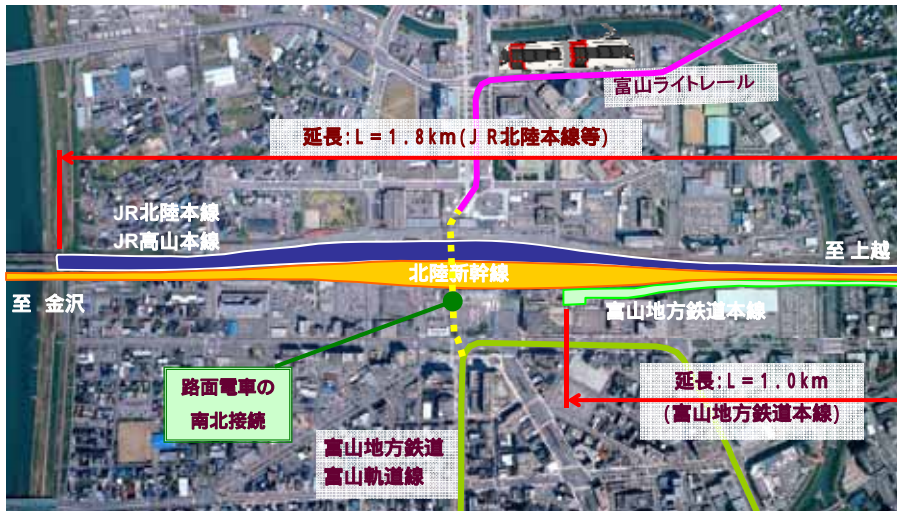 富山ライトレール
延長:L=1.8km(JR北陸本線等)
JR北陸本線
JR高山本線
至 上越
北陸新幹線
至 金沢
富山地方鉄道本線
路面電車の
南北接続
延長:L=1.0km
(富山地方鉄道本線)
富山地方鉄道
富山軌道線